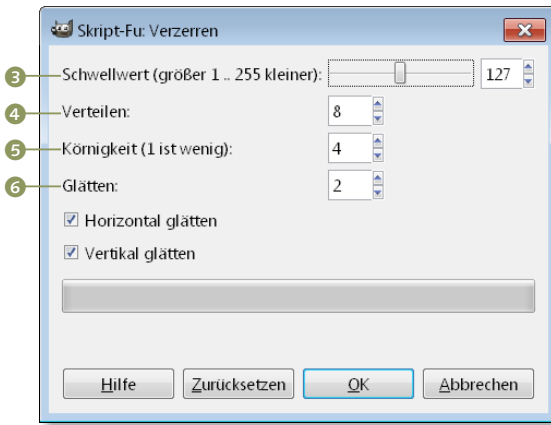 Skript-Fu: Verzerren
3 Schwellwert (größer 1 .. 255 kleiner): 127
4 Verteilen: 8
5 Körnigkeit (1 ist wenig): 4
6 Glätten: 2
Horizontal glätten
Vertikal glätten
Hilfe Zurücksetzen OK Abbrechen